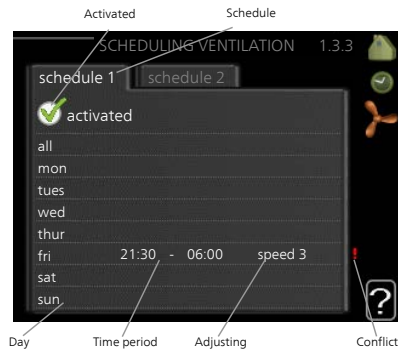 Activated Schedule
SCHEDULING VENTILATION 1.3.3
schedule 1 schedule 2
activated
all
mon
tues
wed
thur
fri 21:30 - 06:00 speed 3 !
sat
sun
?
Day Time period Adjusting Conflict